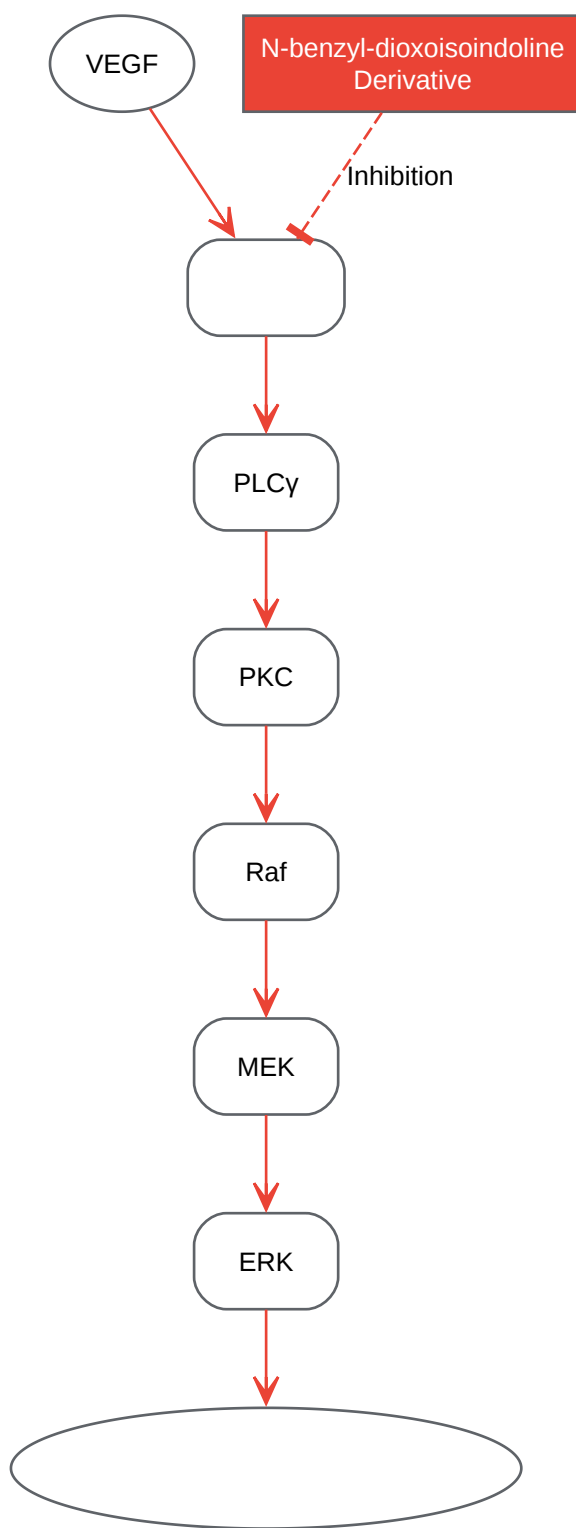 VEGF
N-benzyl-dioxoisoindoline
Derivative
Inhibition
PLCγ
PKC
Raf
MEK
ERK